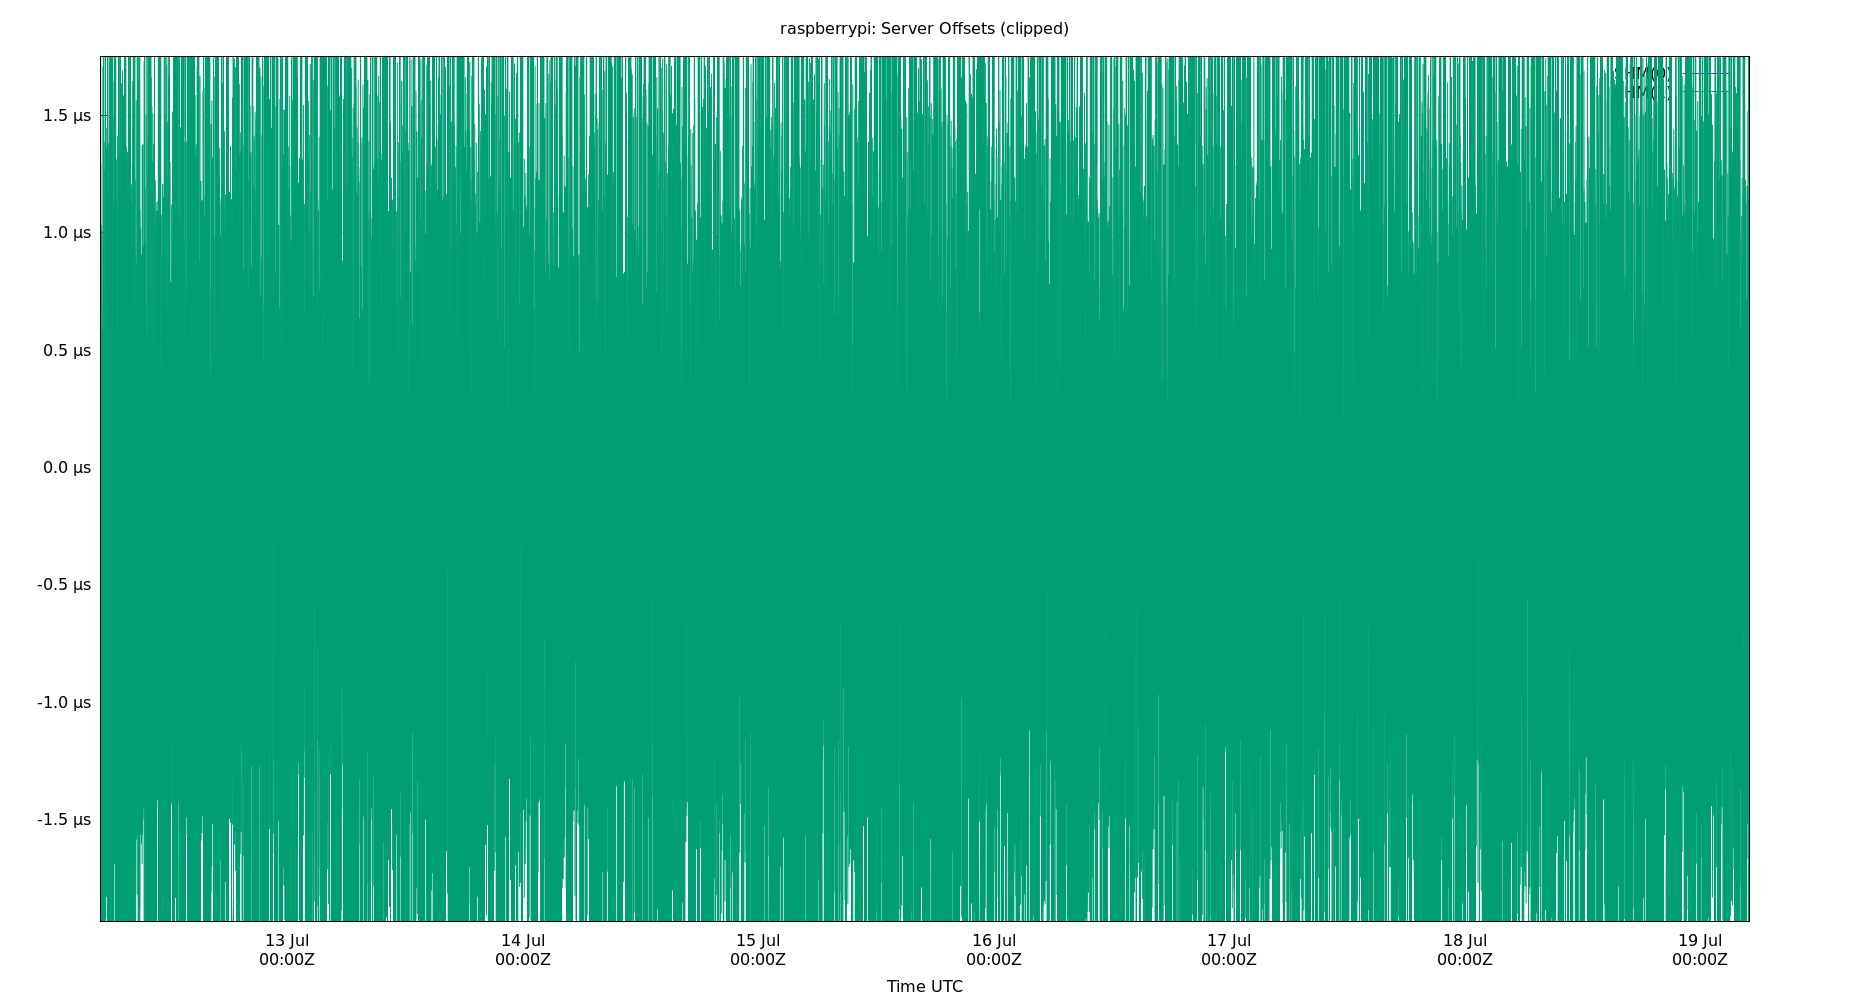 raspberrypi: Server Offsets (clipped)
SHM(0)
1.5 µs
1.0 µs
0.5 µs
0.0 µs
-0.5 µs
-1.0 µs
-1.5 µs
13 Jul 14 Jul 15 Jul 16 Jul 17 Jul 18 Jul 19 Jul
00:00Z 00:00Z 00:00Z 00:00Z 00:00Z 00:00Z 00:00Z
Time UTC